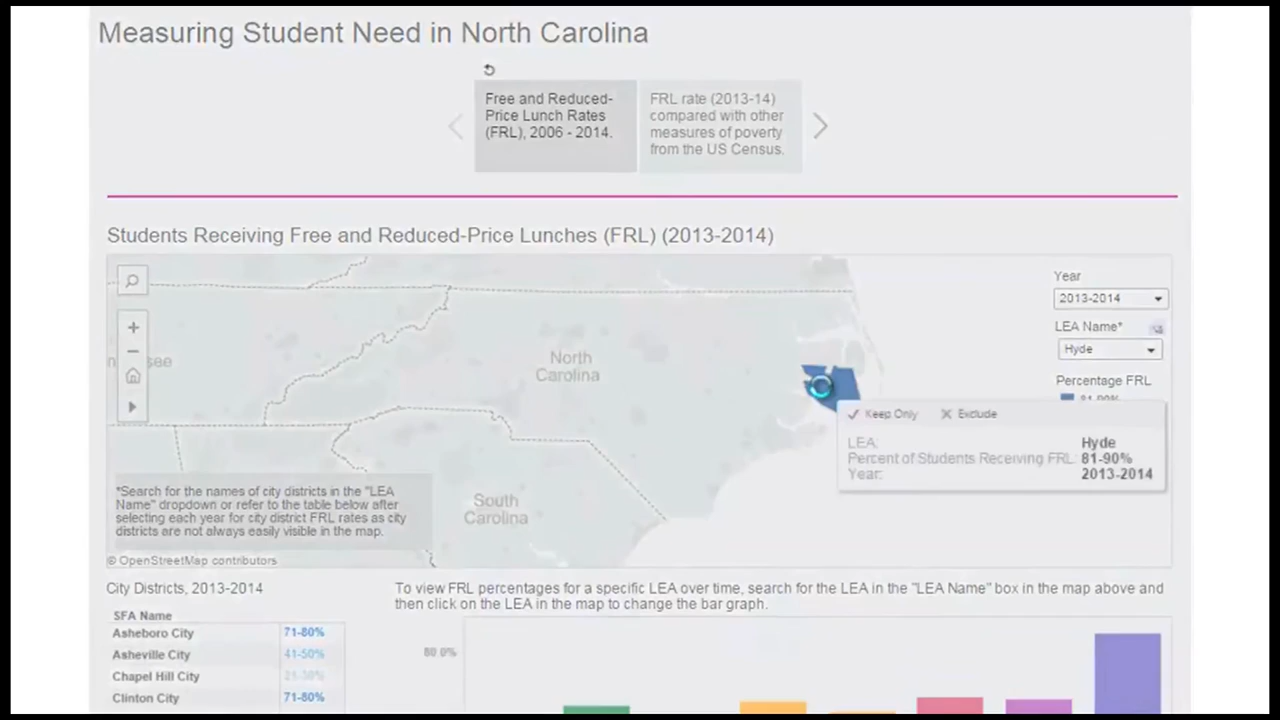 Measuring Student Need in North Carolina
Free and Reduced-
Price Lunch Rates
(FRL), 2006 - 2014.
FRL rate (2013-14)
compared with other
measures of poverty
from the US Census.
Students Receiving Free and Reduced-Price Lunches (FRL) (2013-2014)
Year
2013-2014
LEA Name*
Hyde
Percentage FRL
81-90%
North
Carolina
South
Carolina
Keep Only
Exclude
LEA: Hyde
Percent of Students Receiving FRL: 81-90%
Year: 2013-2014
*Search for the names of city districts in the "LEA
Name" dropdown or refer to the table below after
selecting each year for city district FRL rates as city
districts are not always easily visible in the map.
© OpenStreetMap contributors
City Districts, 2013-2014
To view FRL percentages for a specific LEA over time, search for the LEA in the "LEA Name" box in the map above and
then click on the LEA in the map to change the bar graph.
SFA Name
Asheboro City 71-80%
Asheville City 41-50%
Chapel Hill City 21-30%
Clinton City 71-80%
80.0%